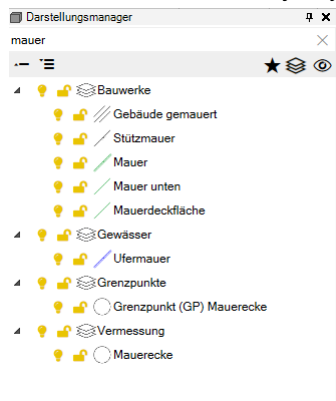 Darstellungsmanager
mauer
Bauwerke
Gebäude gemauert
Stützmauer
Mauer
Mauer unten
Mauerdeckfläche
Gewässer
Ufermauer
Grenzpunkte
Grenzpunkt (GP) Mauerecke
Vermessung
Mauerecke